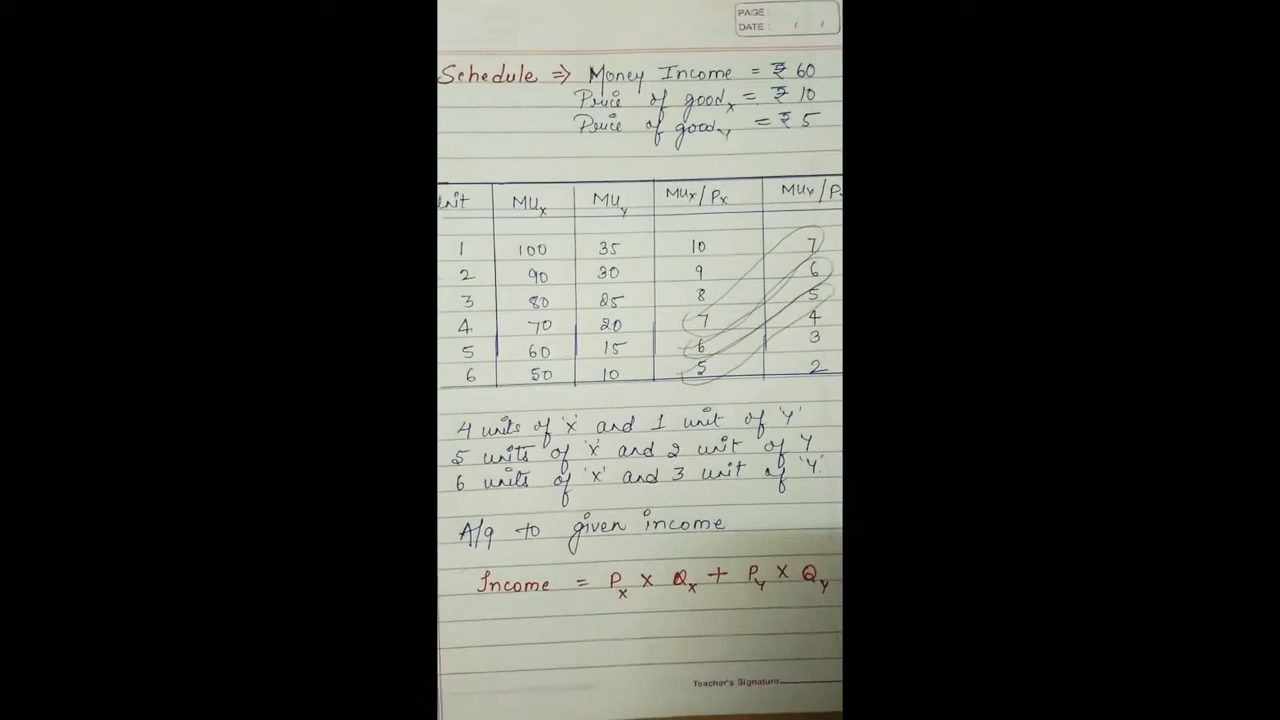 PAGE
DATE : / /
Schedule ⇒ Money Income = ₹ 60
Price of good x = ₹ 10
Price of good y = ₹ 5
unit MUx MUy MUx/Px MUy/P
1 100 35 10 7
2 90 30 9 6
3 80 25 8 5
4 70 20 7 4
5 60 15 6 3
6 50 10 5 2
4 units of 'x' and 1 unit of 'Y'
5 units of 'x' and 2 unit of Y
6 units of 'x' and 3 unit of 'Y'.
A/q to given income
Income = Px X Qx + Py X Qy
Teacher's Signature